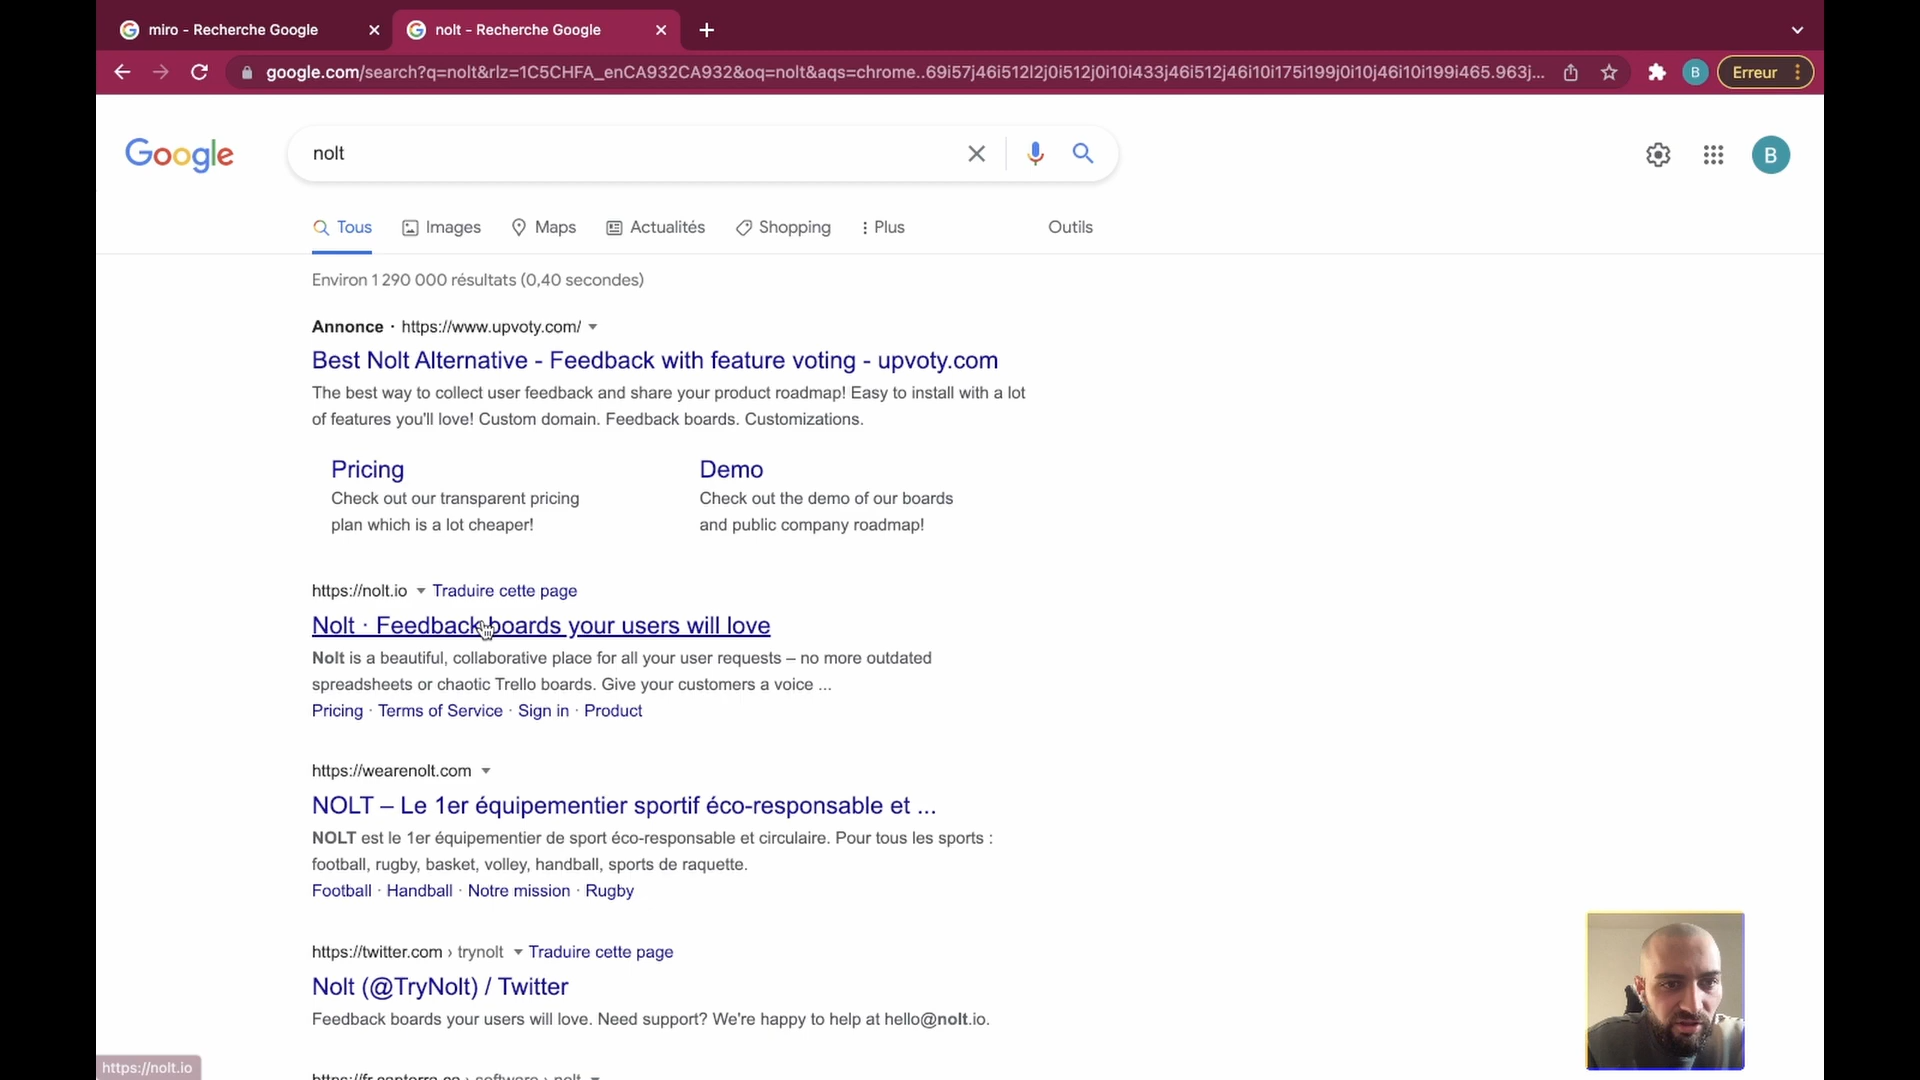 miro - Recherche Google
nolt - Recherche Google
google.com/search?q=nolt&rlz=1C5CHFA_enCA932CA932&oq=nolt&aqs=chrome..69i57j46i512l2j0i512j0i10i433j46i512j46i10i175i199j0i10j46i10i199i465.963j...
B
Erreur
Google
nolt
B
Tous
Images
Maps
Actualités
Shopping
Plus
Outils
Environ 1 290 000 résultats (0,40 secondes)
Annonce · https://www.upvoty.com/
Best Nolt Alternative - Feedback with feature voting - upvoty.com
The best way to collect user feedback and share your product roadmap! Easy to install with a lot
of features you'll love! Custom domain. Feedback boards. Customizations.
Pricing
Check out our transparent pricing
plan which is a lot cheaper!
Demo
Check out the demo of our boards
and public company roadmap!
https://nolt.io Traduire cette page
Nolt · Feedback boards your users will love
Nolt is a beautiful, collaborative place for all your user requests – no more outdated
spreadsheets or chaotic Trello boards. Give your customers a voice ...
Pricing · Terms of Service · Sign in · Product
https://wearenolt.com
NOLT – Le 1er équipementier sportif éco-responsable et ...
NOLT est le 1er équipementier de sport éco-responsable et circulaire. Pour tous les sports :
football, rugby, basket, volley, handball, sports de raquette.
Football · Handball · Notre mission · Rugby
https://twitter.com › trynolt Traduire cette page
Nolt (@TryNolt) / Twitter
Feedback boards your users will love. Need support? We're happy to help at hello@nolt.io.
https://fr.capterra.ca › software › nolt
https://nolt.io